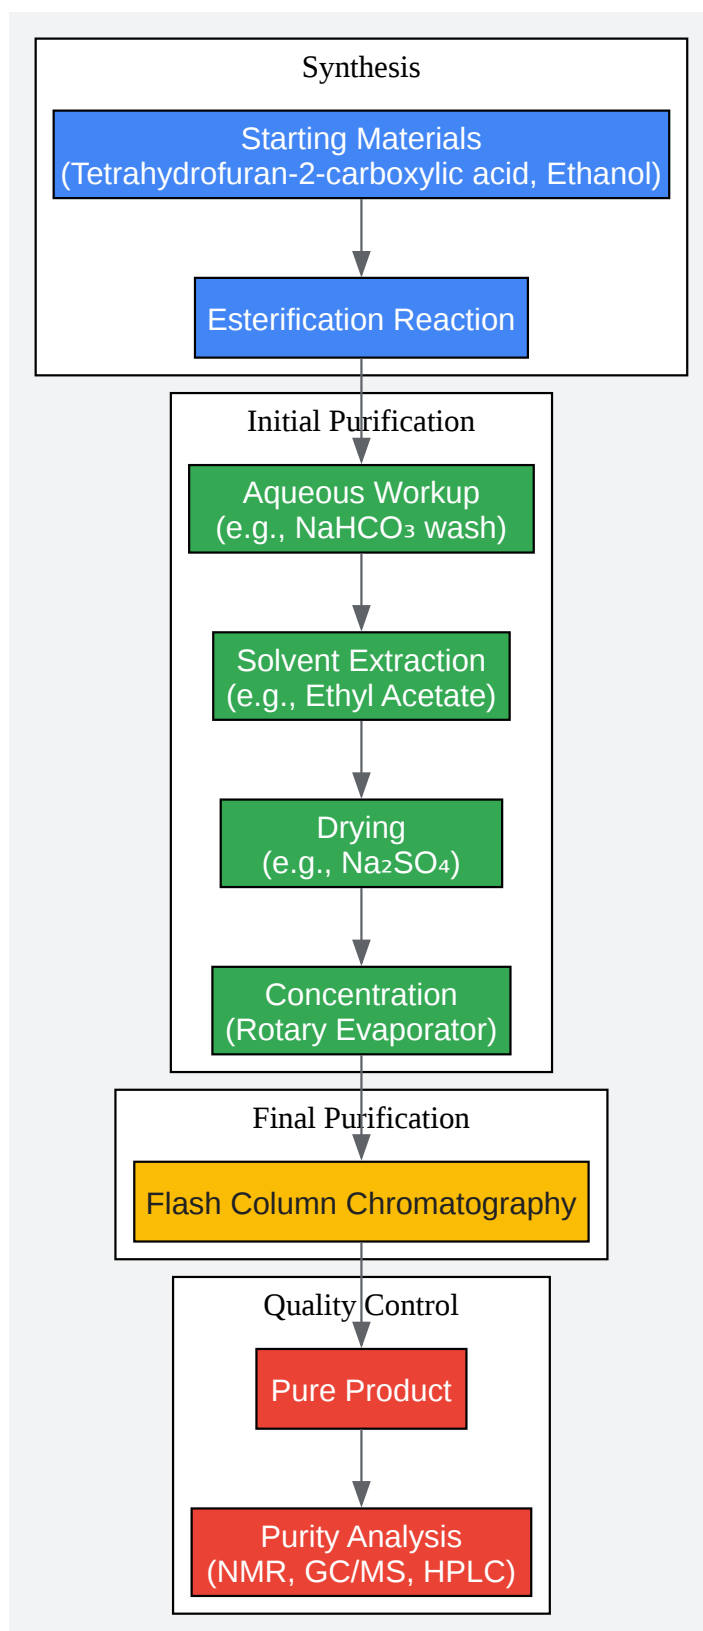 Synthesis
Starting Materials
(Tetrahydrofuran-2-carboxylic acid, Ethanol)
Esterification Reaction
Initial Purification
Aqueous Workup
(e.g., NaHCO₃ wash)
Solvent Extraction
(e.g., Ethyl Acetate)
Drying
(e.g., Na₂SO₄)
Concentration
(Rotary Evaporator)
Final Purification
Flash Column Chromatography
Quality Control
Pure Product
Purity Analysis
(NMR, GC/MS, HPLC)